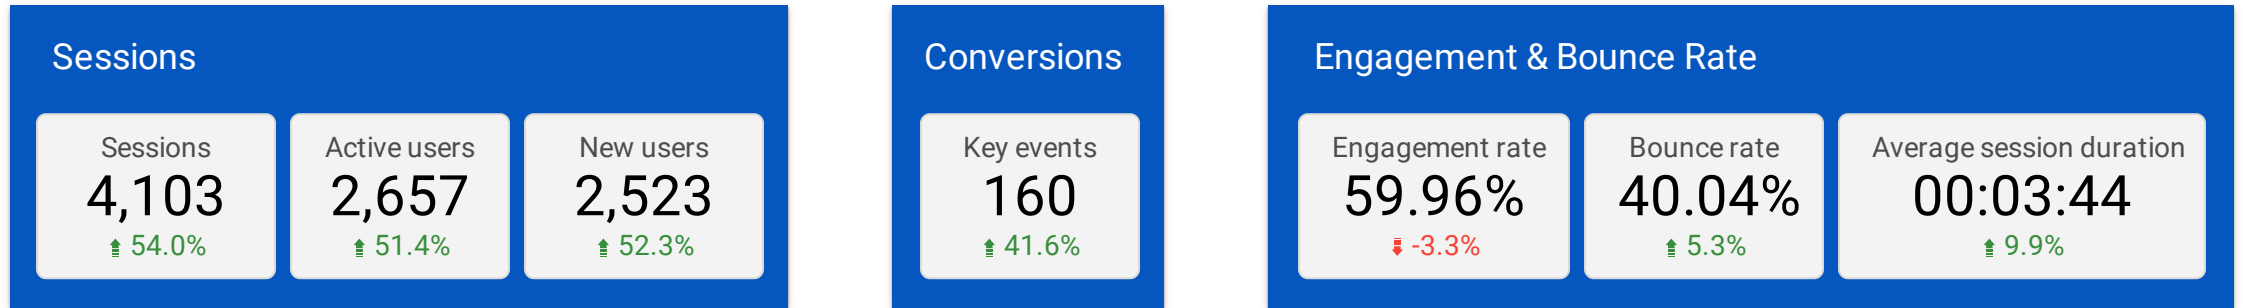 Sessions
Sessions
4,103
54.0%
Active users
2,657
51.4%
New users
2,523
52.3%
Conversions
Key events
160
41.6%
Engagement & Bounce Rate
Engagement rate
59.96%
-3.3%
Bounce rate
40.04%
5.3%
Average session duration
00:03:44
9.9%